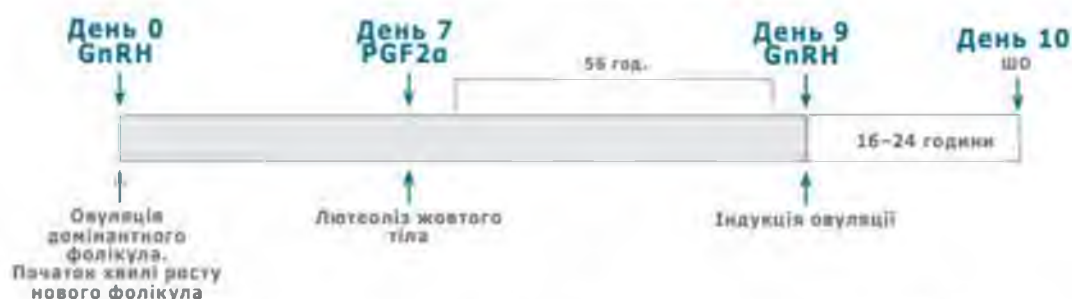 День 0
GnRH
День 7
PGF2α
56 год.
День 9
GnRH
День 10
ШО
16–24 години
Овуляція
домінантного
фолікула.
Початок хвилі росту
нового фолікула
Лютеоліз жовтого
тіла
Індукція овуляції